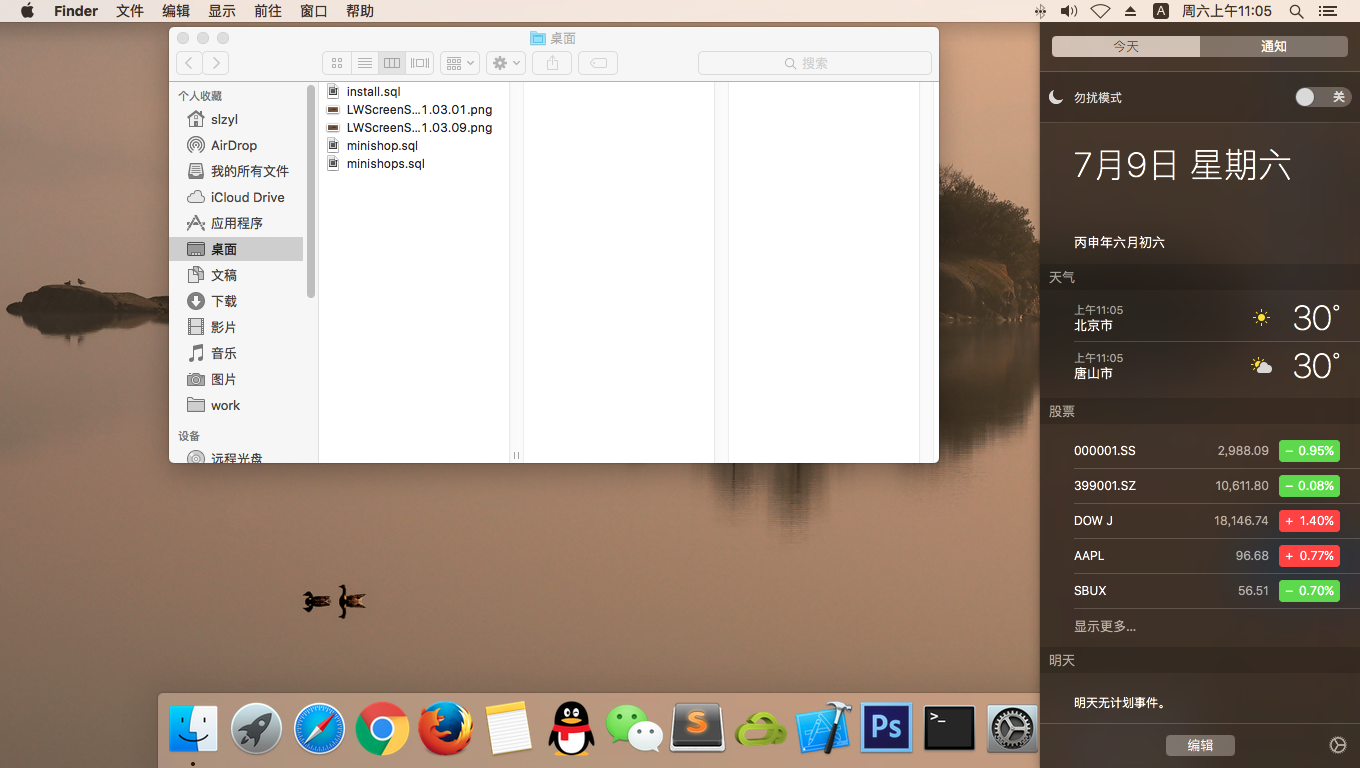 Finder 文件 编辑 显示 前往 窗口 帮助
A 周六上午11:05
桌面
搜索
个人收藏
slzyl
AirDrop
我的所有文件
iCloud Drive
应用程序
桌面
文稿
下载
影片
音乐
图片
work
设备
远程光盘
install.sql
LWScreenS...1.03.01.png
LWScreenS...1.03.09.png
minishop.sql
minishops.sql
今天 通知
勿扰模式 关
7月9日 星期六
丙申年六月初六
天气
上午11:05
北京市 30°
上午11:05
唐山市 30°
股票
000001.SS 2,988.09 − 0.95%
399001.SZ 10,611.80 − 0.08%
DOW J 18,146.74 + 1.40%
AAPL 96.68 + 0.77%
SBUX 56.51 − 0.70%
显示更多...
明天
明天无计划事件。
编辑
S
Ps
>_